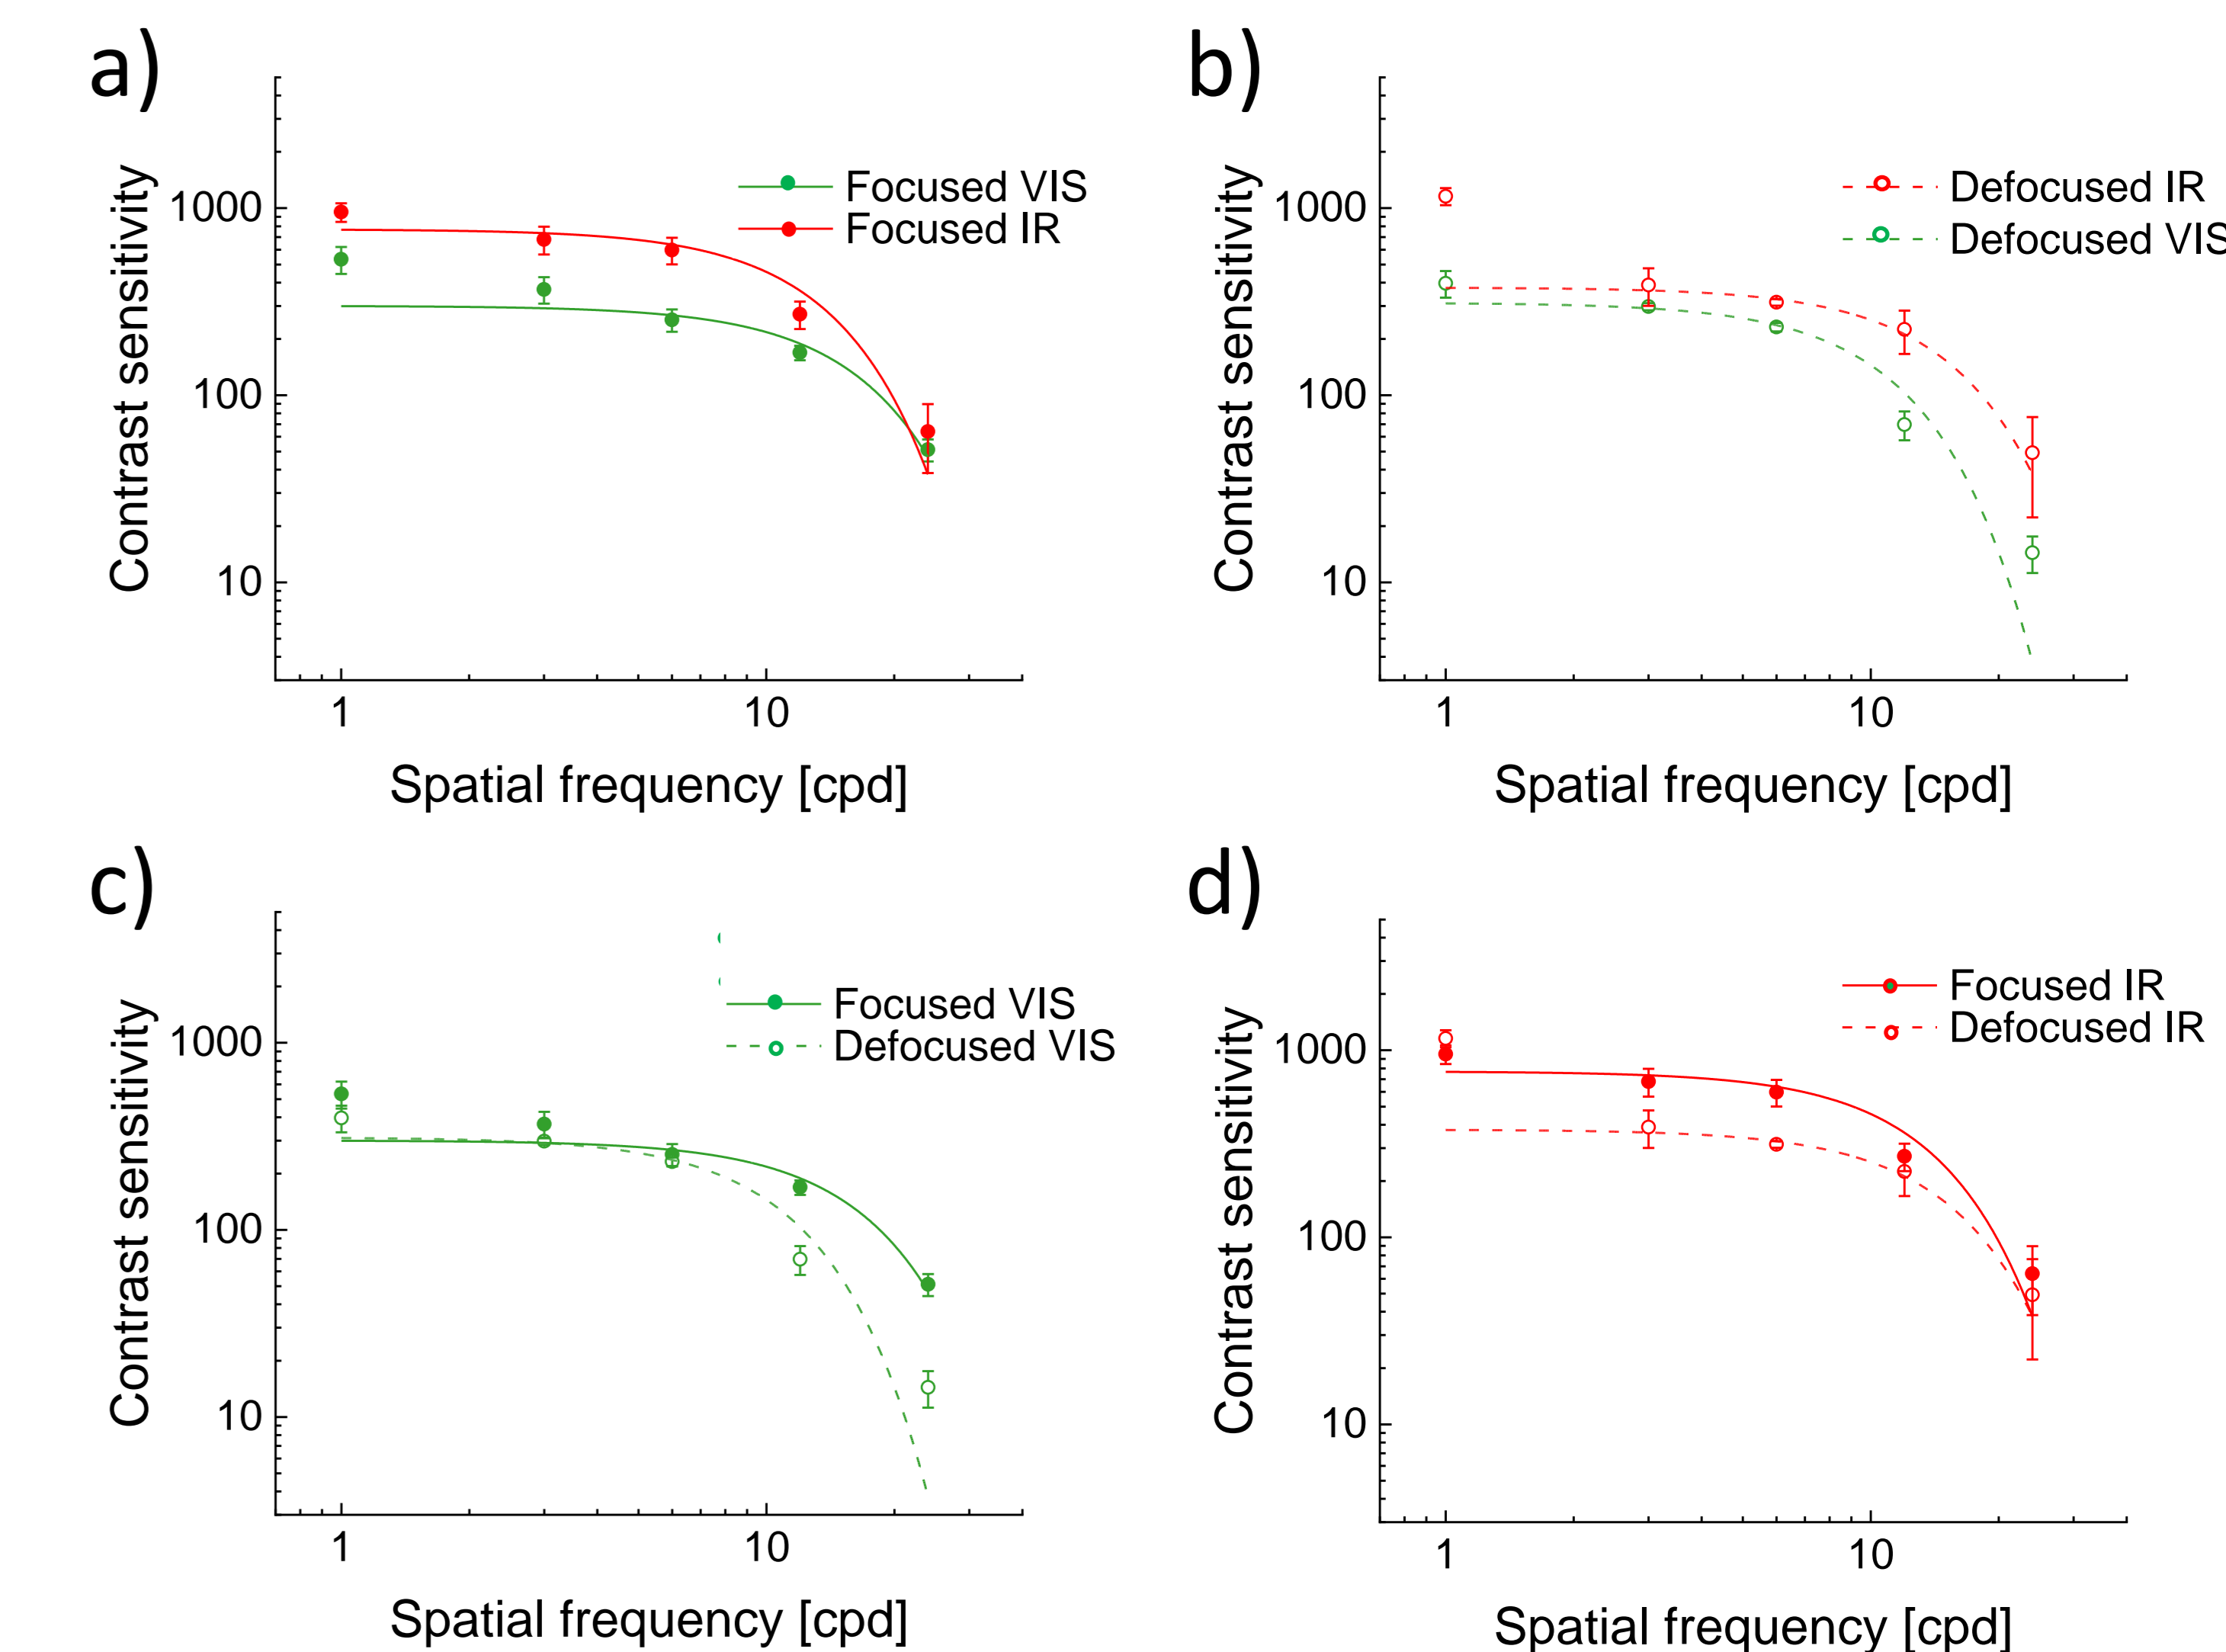 a)
Contrast sensitivity
1000
100
10
1
10
Spatial frequency [cpd]
Focused VIS
Focused IR
b)
Contrast sensitivity
1000
100
10
1
10
Spatial frequency [cpd]
Defocused IR
Defocused VIS
c)
Contrast sensitivity
1000
100
10
1
10
Spatial frequency [cpd]
Focused VIS
Defocused VIS
d)
Contrast sensitivity
1000
100
10
1
10
Spatial frequency [cpd]
Focused IR
Defocused IR